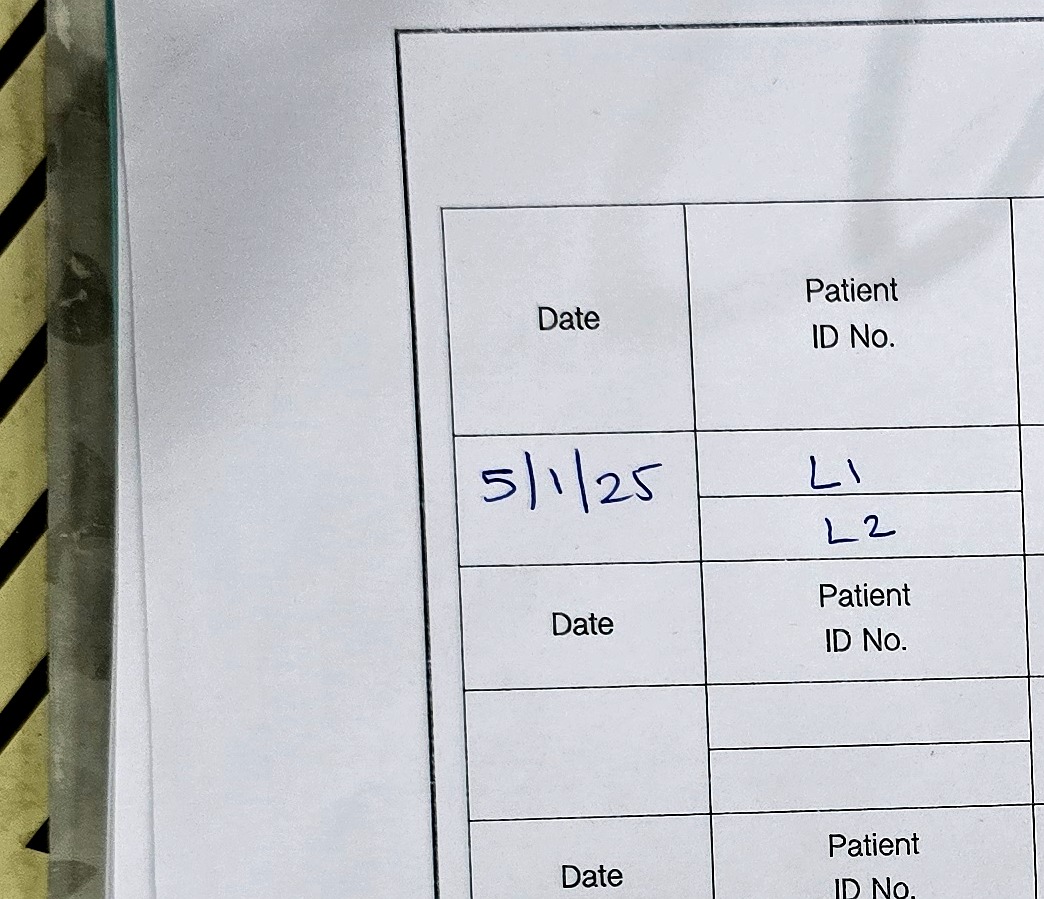 Date
Patient
ID No.
5/1/25
L1
L2
Date
Patient
ID No.
Date
Patient
ID No.